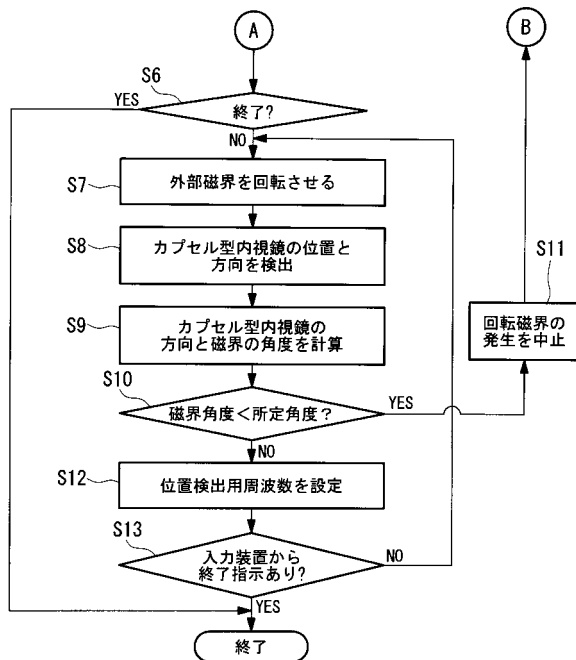 A
B
S6
YES
終了?
NO
S7
外部磁界を回転させる
S8
カプセル型内視鏡の位置と
方向を検出
S11
S9
カプセル型内視鏡の
方向と磁界の角度を計算
回転磁界の
発生を中止
S10
磁界角度<所定角度?
YES
NO
S12
位置検出用周波数を設定
S13
入力装置から
終了指示あり?
NO
YES
終了